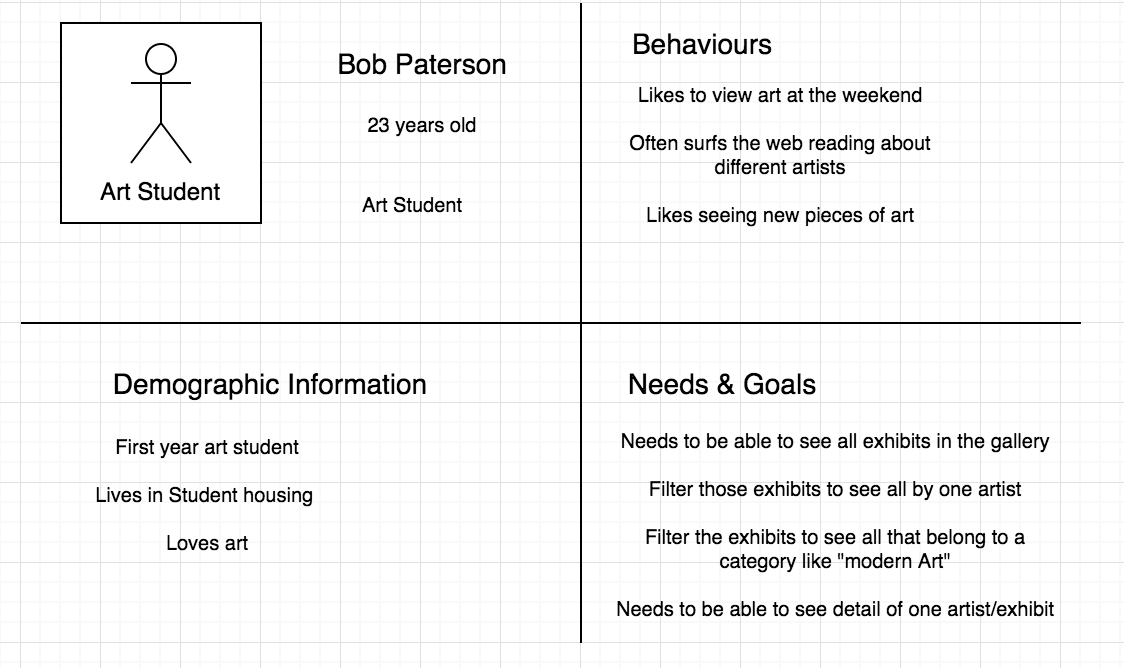 Art Student
Bob Paterson
23 years old
Art Student
Behaviours
Likes to view art at the weekend
Often surfs the web reading about
different artists
Likes seeing new pieces of art
Demographic Information
First year art student
Lives in Student housing
Loves art
Needs & Goals
Needs to be able to see all exhibits in the gallery
Filter those exhibits to see all by one artist
Filter the exhibits to see all that belong to a
category like "modern Art"
Needs to be able to see detail of one artist/exhibit